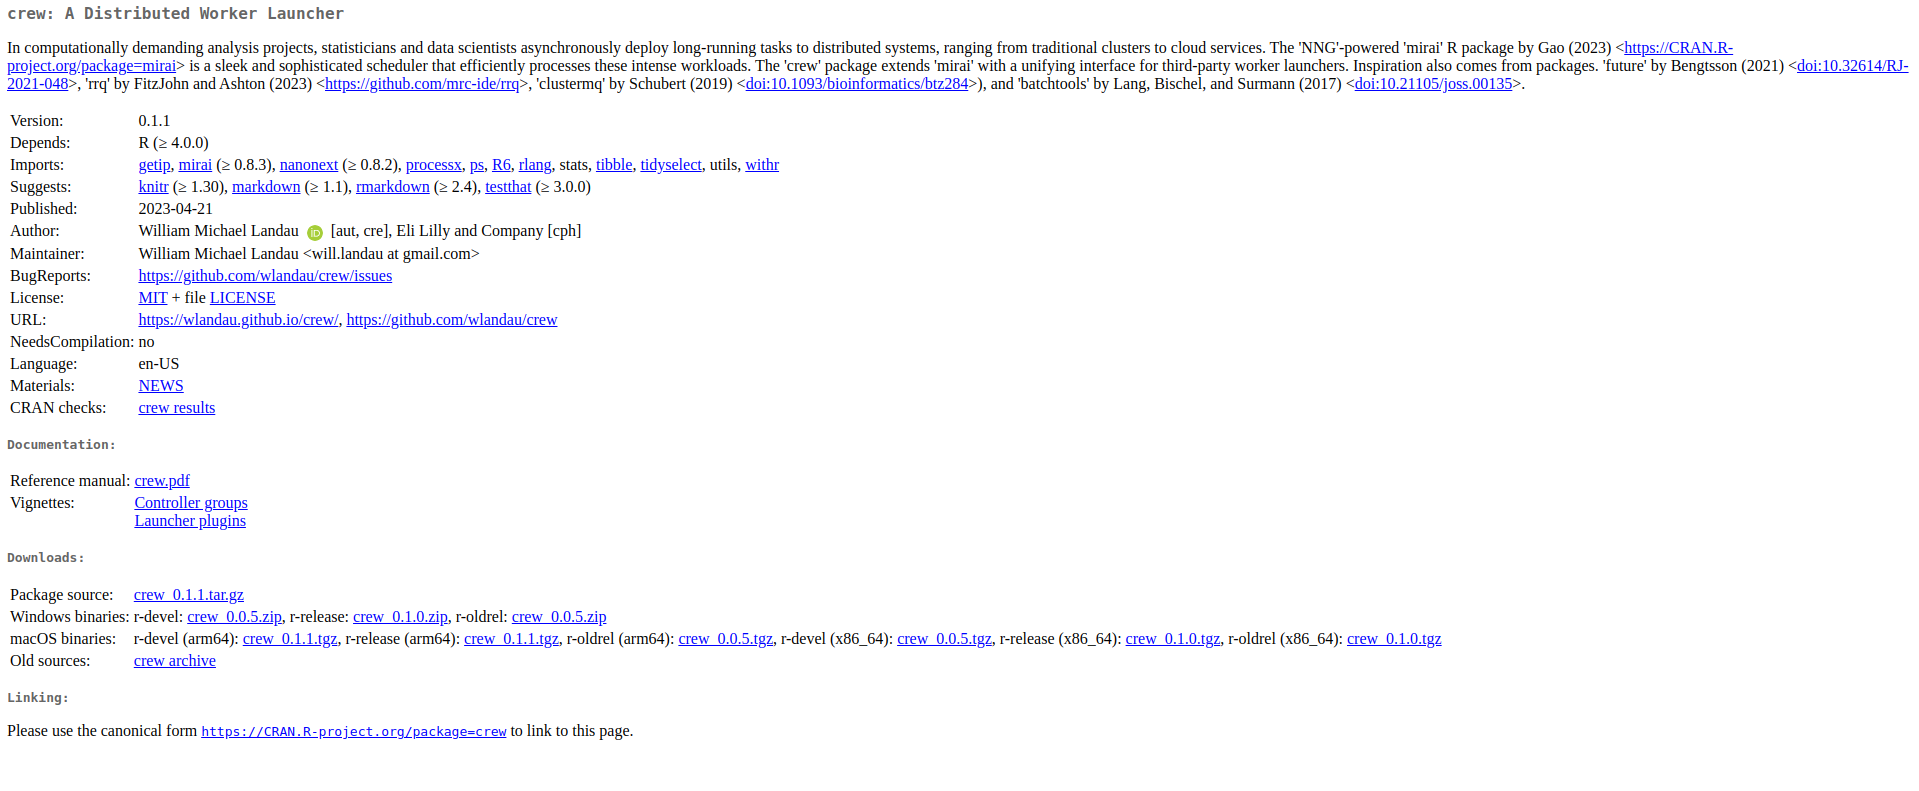 crew: A Distributed Worker Launcher
In computationally demanding analysis projects, statisticians and data scientists asynchronously deploy long-running tasks to distributed systems, ranging from traditional clusters to cloud services. The 'NNG'-powered 'mirai' R package by Gao (2023) <https://CRAN.R-
project.org/package=mirai> is a sleek and sophisticated scheduler that efficiently processes these intense workloads. The 'crew' package extends 'mirai' with a unifying interface for third-party worker launchers. Inspiration also comes from packages. 'future' by Bengtsson (2021) <doi:10.32614/RJ-
2021-048>, 'rrq' by FitzJohn and Ashton (2023) <https://github.com/mrc-ide/rrq>, 'clustermq' by Schubert (2019) <doi:10.1093/bioinformatics/btz284>), and 'batchtools' by Lang, Bischel, and Surmann (2017) <doi:10.21105/joss.00135>.
Version: 0.1.1
Depends: R (≥ 4.0.0)
Imports: getip, mirai (≥ 0.8.3), nanonext (≥ 0.8.2), processx, ps, R6, rlang, stats, tibble, tidyselect, utils, withr
Suggests: knitr (≥ 1.30), markdown (≥ 1.1), rmarkdown (≥ 2.4), testthat (≥ 3.0.0)
Published: 2023-04-21
Author: William Michael Landau iD [aut, cre], Eli Lilly and Company [cph]
Maintainer: William Michael Landau <will.landau at gmail.com>
BugReports: https://github.com/wlandau/crew/issues
License: MIT + file LICENSE
URL: https://wlandau.github.io/crew/, https://github.com/wlandau/crew
NeedsCompilation: no
Language: en-US
Materials: NEWS
CRAN checks: crew results
Documentation:
Reference manual: crew.pdf
Vignettes: Controller groups
Launcher plugins
Downloads:
Package source: crew_0.1.1.tar.gz
Windows binaries: r-devel: crew_0.0.5.zip, r-release: crew_0.1.0.zip, r-oldrel: crew_0.0.5.zip
macOS binaries: r-devel (arm64): crew_0.1.1.tgz, r-release (arm64): crew_0.1.1.tgz, r-oldrel (arm64): crew_0.0.5.tgz, r-devel (x86_64): crew_0.0.5.tgz, r-release (x86_64): crew_0.1.0.tgz, r-oldrel (x86_64): crew_0.1.0.tgz
Old sources: crew archive
Linking:
Please use the canonical form https://CRAN.R-project.org/package=crew to link to this page.